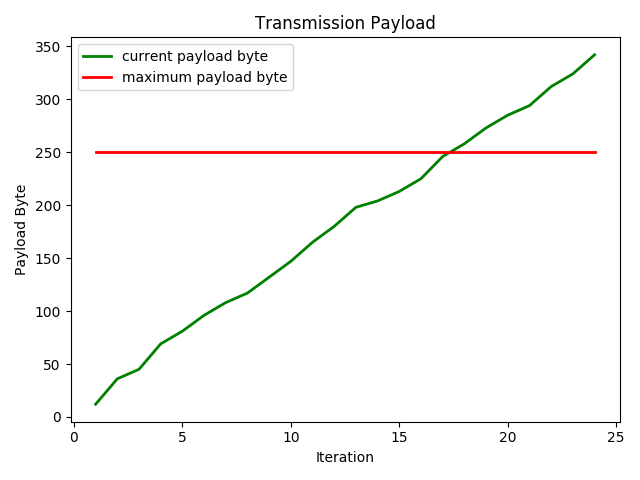 Transmission Payload
current payload byte
maximum payload byte
350
300
250
200
150
100
50
0
Payload Byte
0 5 10 15 20 25
Iteration